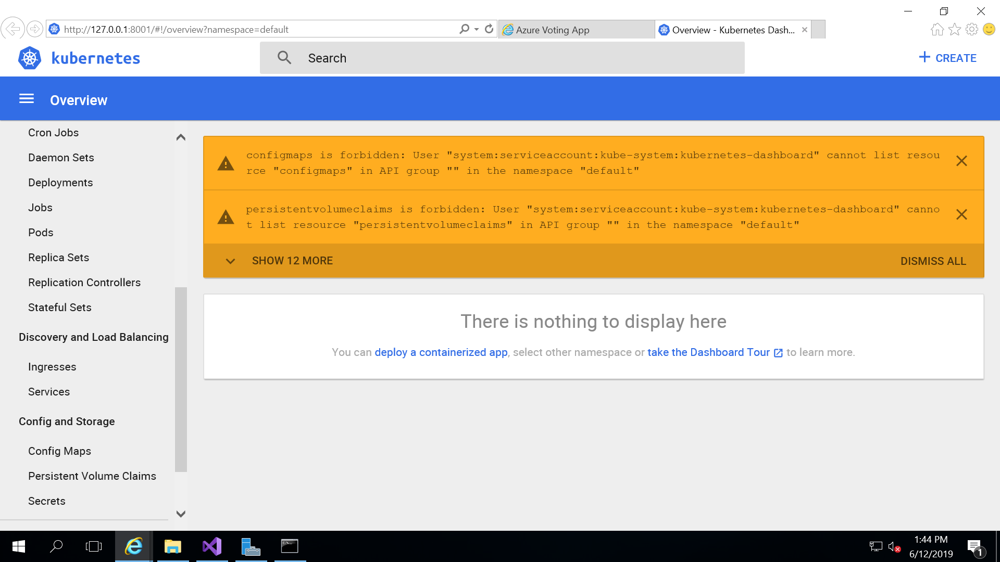 http://127.0.0.1:8001/#!/overview?namespace=default
Azure Voting App
Overview - Kubernetes Dash...
kubernetes
Search
CREATE
Overview
Cron Jobs
Daemon Sets
Deployments
Jobs
Pods
Replica Sets
Replication Controllers
Stateful Sets
Discovery and Load Balancing
Ingresses
Services
Config and Storage
Config Maps
Persistent Volume Claims
Secrets
configmaps is forbidden: User "system:serviceaccount:kube-system:kubernetes-dashboard" cannot list resou
rce "configmaps" in API group "" in the namespace "default"
persistentvolumeclaims is forbidden: User "system:serviceaccount:kube-system:kubernetes-dashboard" canno
t list resource "persistentvolumeclaims" in API group "" in the namespace "default"
SHOW 12 MORE
DISMISS ALL
There is nothing to display here
You can deploy a containerized app, select other namespace or take the Dashboard Tour to learn more.
1:44 PM
6/12/2019
1